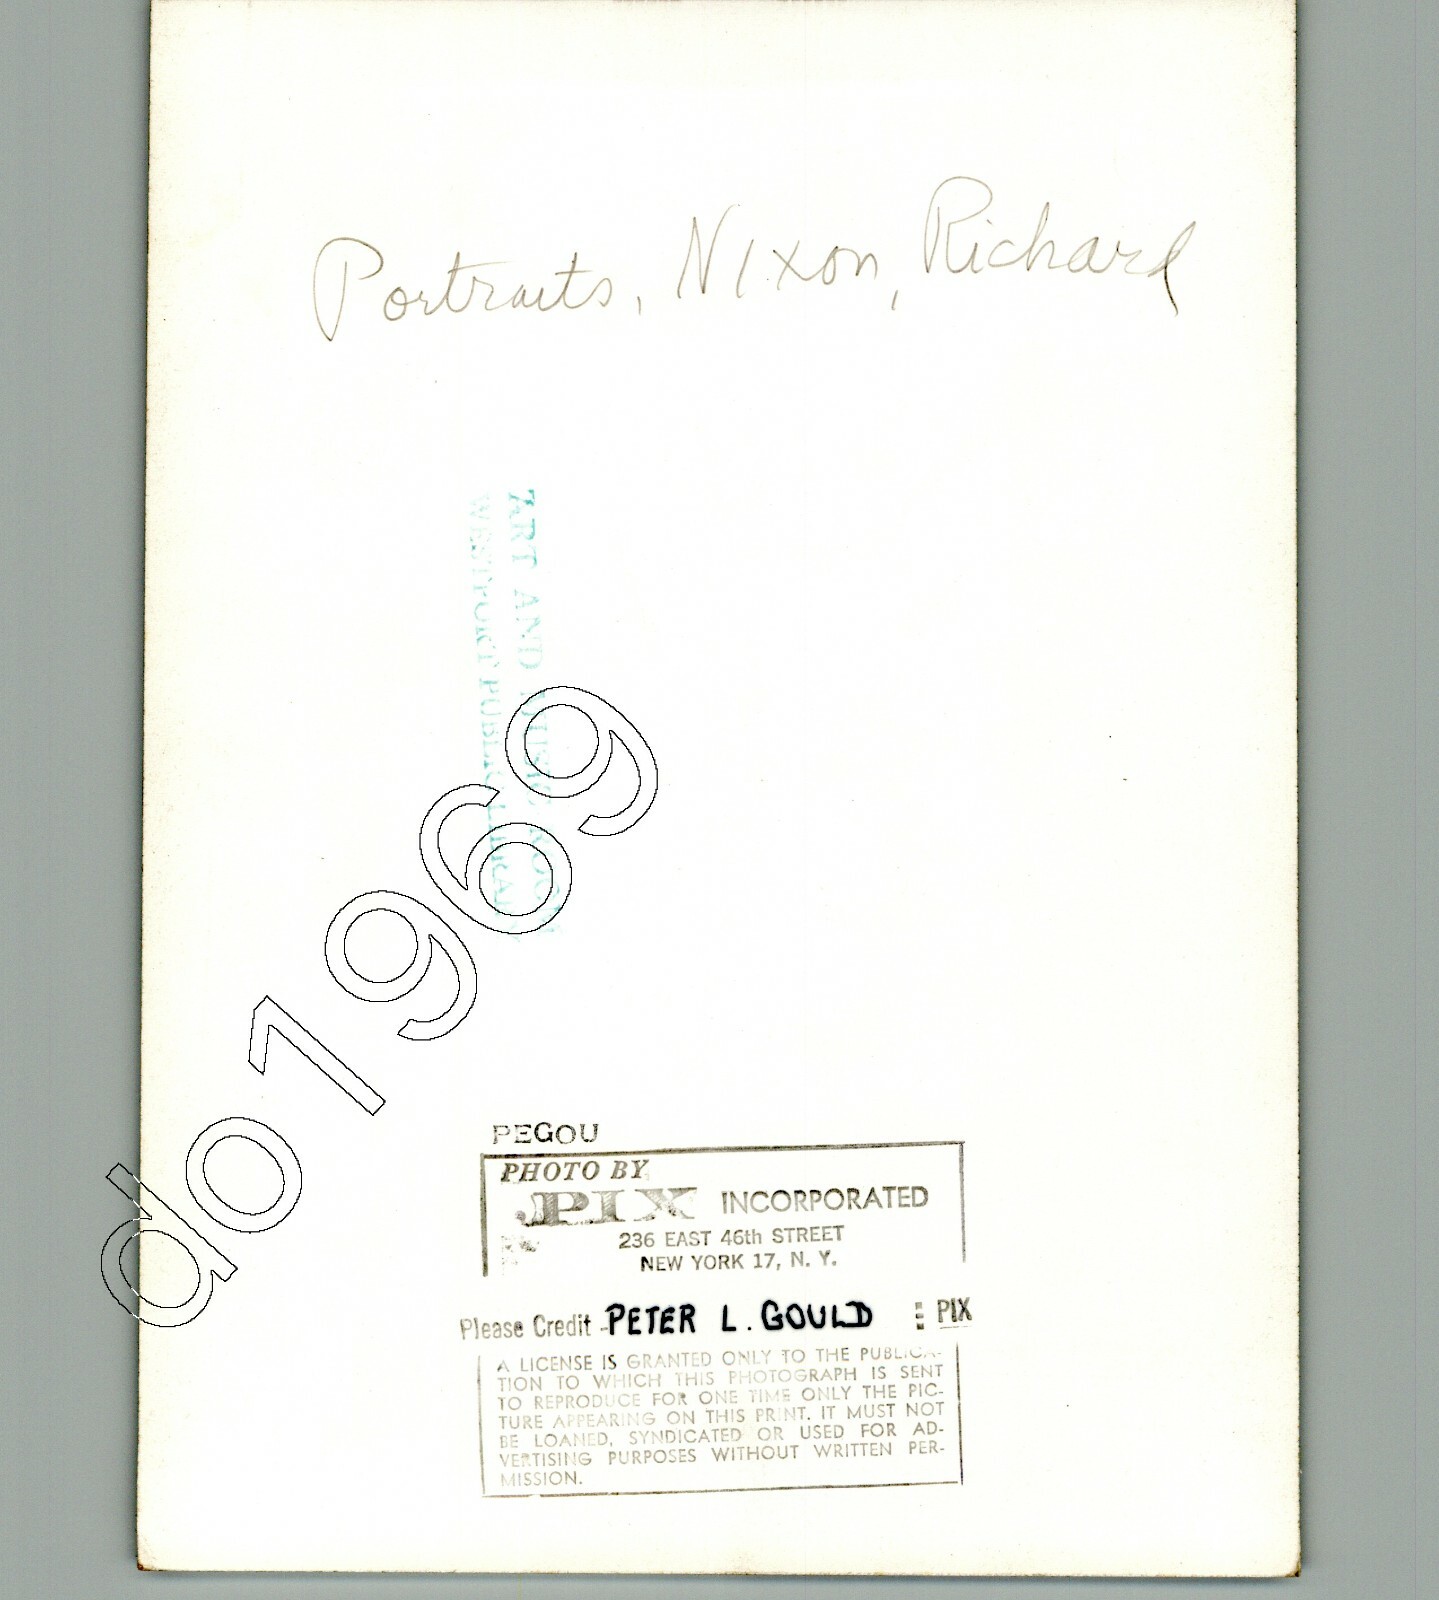 Portraits, Nixon, Richard
ART AND MUSIC ROOM
WESTPORT PUBLIC LIBRARY
do1969
PEGOU
PHOTO BY
PIX INCORPORATED
236 EAST 46th STREET
NEW YORK 17, N. Y.
Please Credit - PETER L. GOULD PIX
A LICENSE IS GRANTED ONLY TO THE PUBLICA-
TION TO WHICH THIS PHOTOGRAPH IS SENT
TO REPRODUCE FOR ONE TIME ONLY THE PIC-
TURE APPEARING ON THIS PRINT. IT MUST NOT
BE LOANED, SYNDICATED OR USED FOR AD-
VERTISING PURPOSES WITHOUT WRITTEN PER-
MISSION.